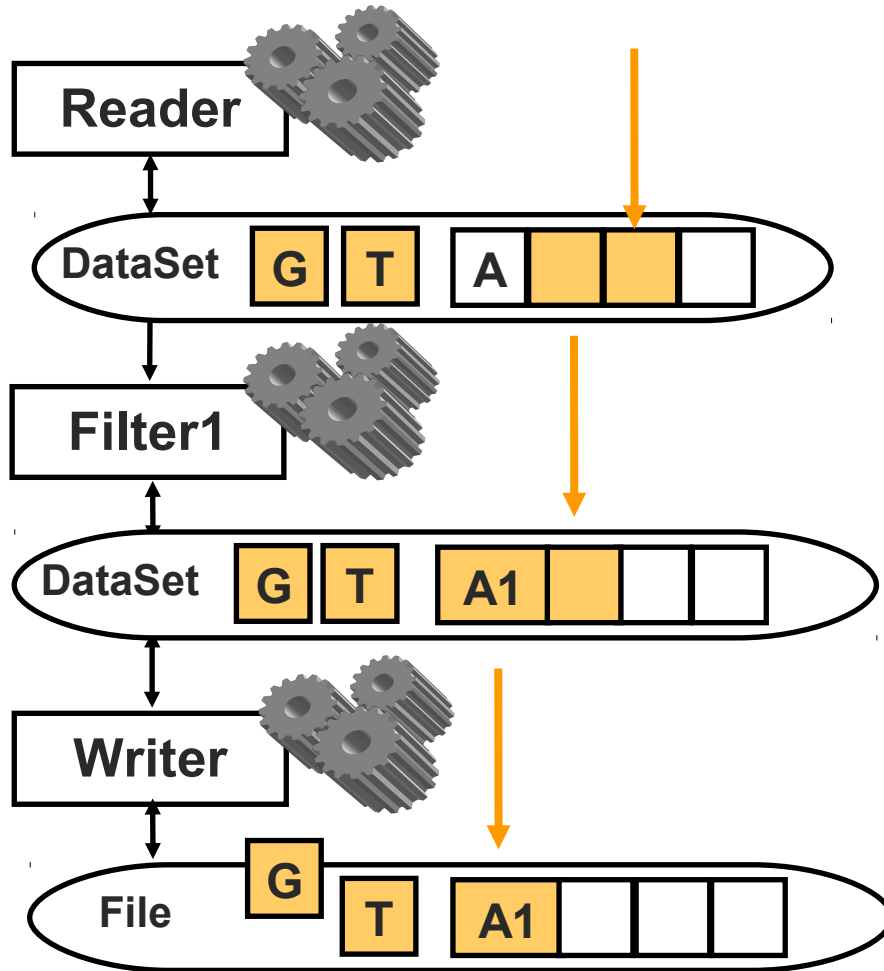 Reader
DataSet G T A
Filter1
DataSet G T A1
Writer
G
File T A1